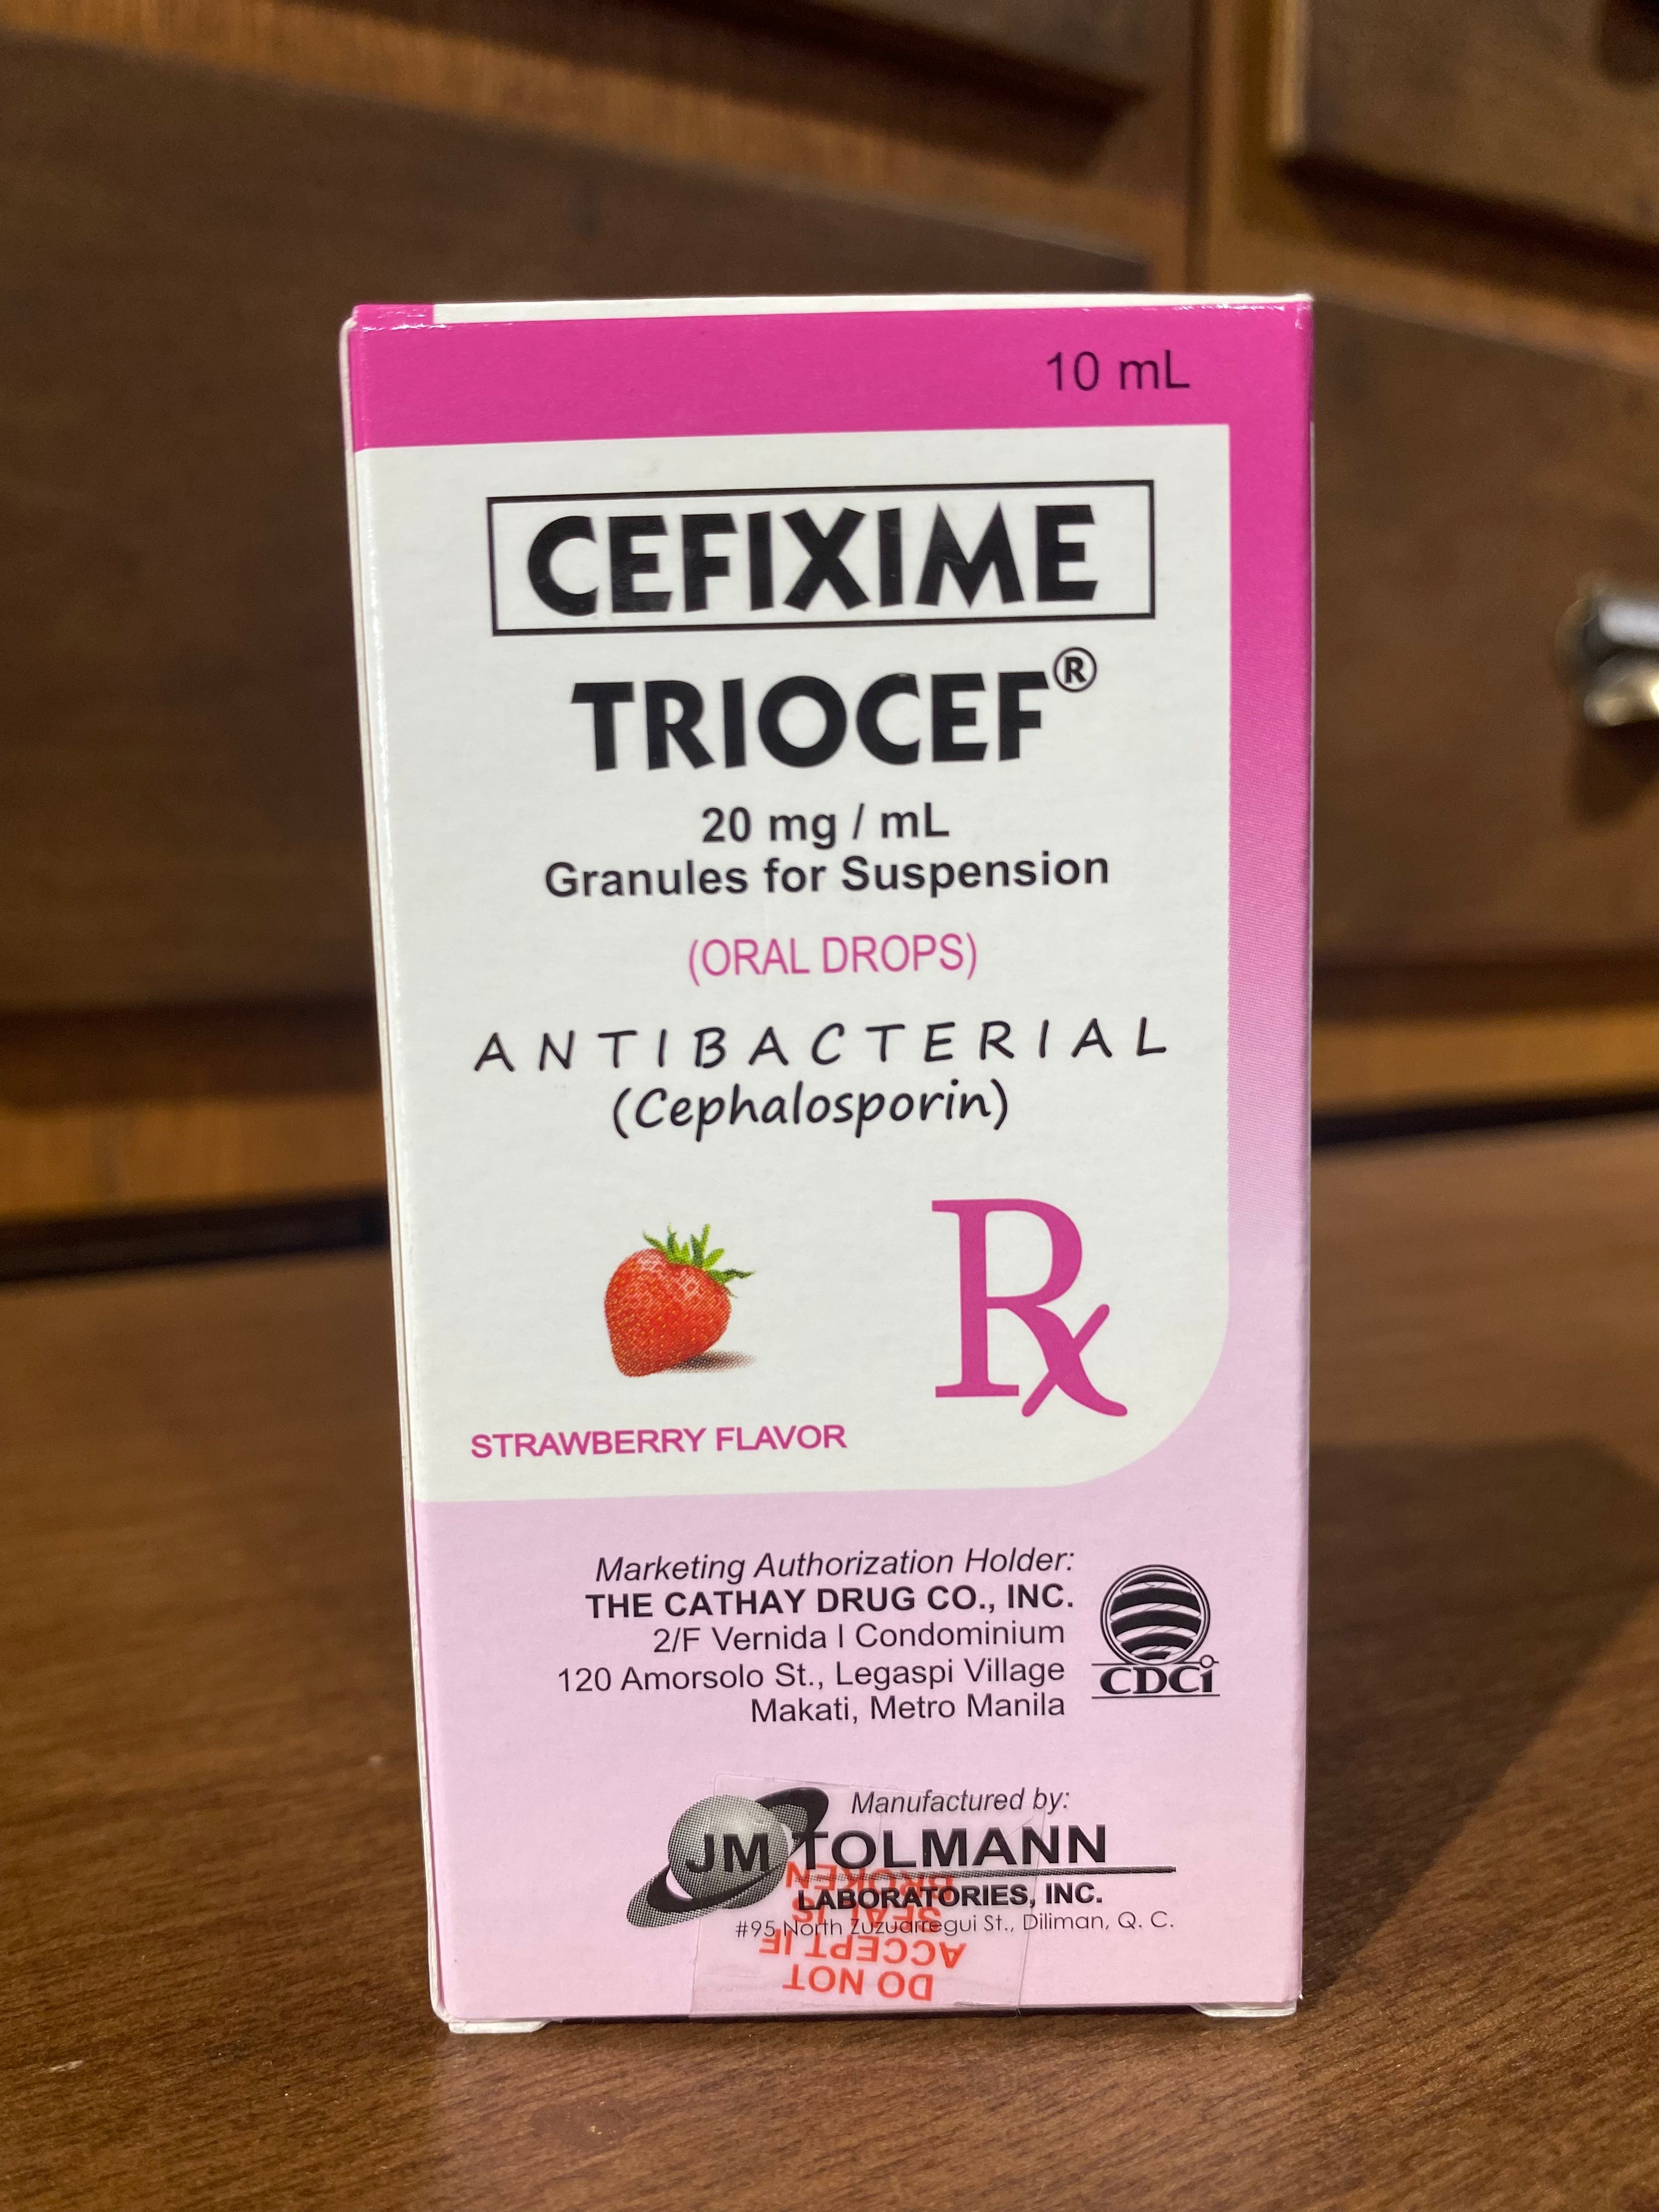 10 mL
CEFIXIME
TRIOCEF®
20 mg / mL
Granules for Suspension
(ORAL DROPS)
ANTIBACTERIAL
(Cephalosporin)
Rx
STRAWBERRY FLAVOR
Marketing Authorization Holder:
THE CATHAY DRUG CO., INC.
2/F Vernida I Condominium
120 Amorsolo St., Legaspi Village
Makati, Metro Manila
CDCi
Manufactured by:
JM TOLMANN
LABORATORIES, INC.
#95 North Zuzuarregui St., Diliman, Q. C.
DO NOT
ACCEPT IF
SEAL IS
BROKEN